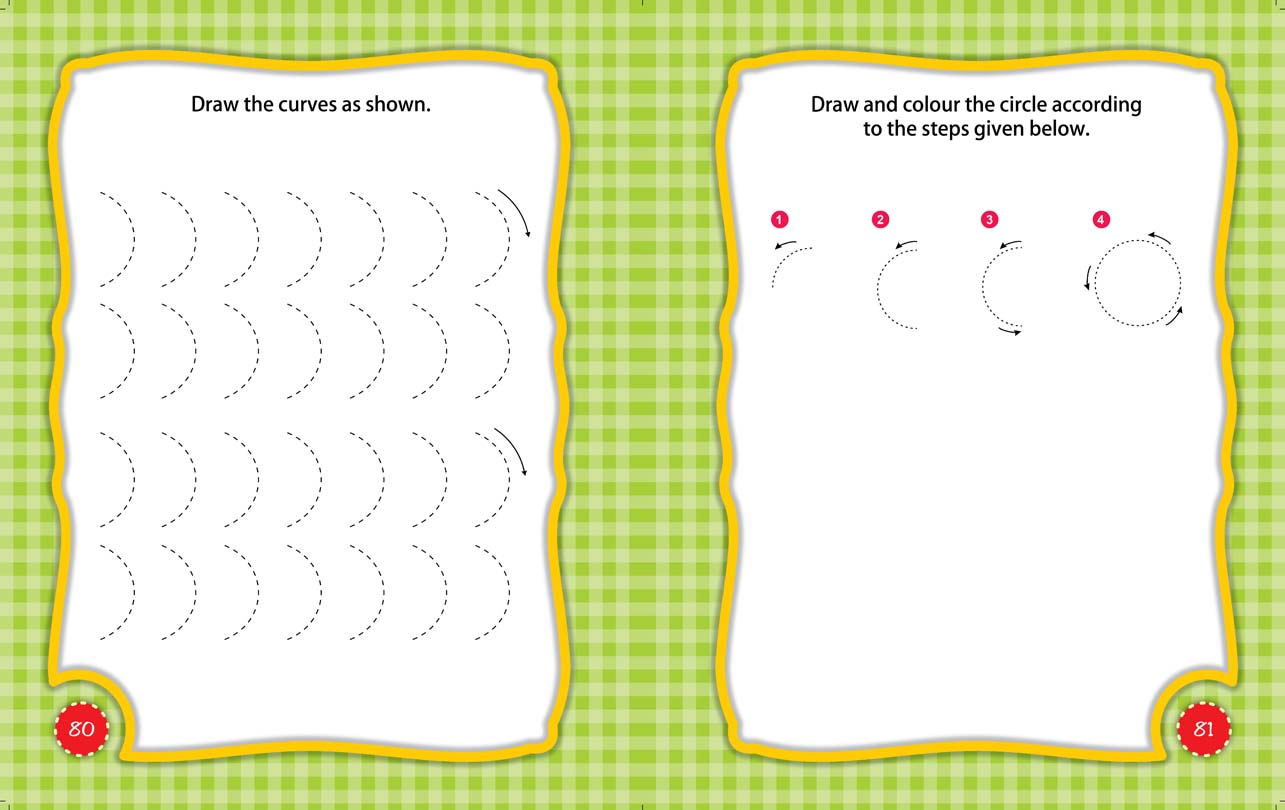 Draw the curves as shown.
80
Draw and colour the circle according
to the steps given below.
1 2 3 4
81